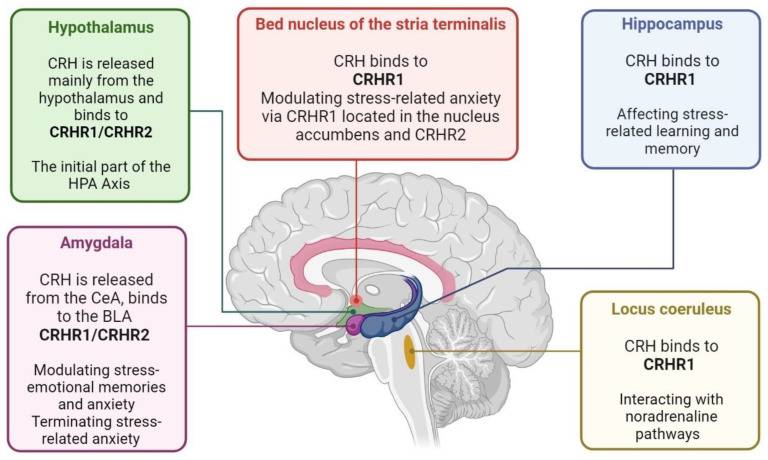 Hypothalamus
CRH is released
mainly from the
hypothalamus and
binds to
CRHR1/CRHR2
The initial part of the
HPA Axis
Bed nucleus of the stria terminalis
CRH binds to
CRHR1
Modulating stress-related anxiety
via CRHR1 located in the nucleus
accumbens and CRHR2
Hippocampus
CRH binds to
CRHR1
Affecting stress-
related learning and
memory
Amygdala
CRH is released
from the CeA, binds
to the BLA
CRHR1/CRHR2
Modulating stress-
emotional memories
and anxiety
Terminating stress-
related anxiety
Locus coeruleus
CRH binds to
CRHR1
Interacting with
noradrenaline
pathways